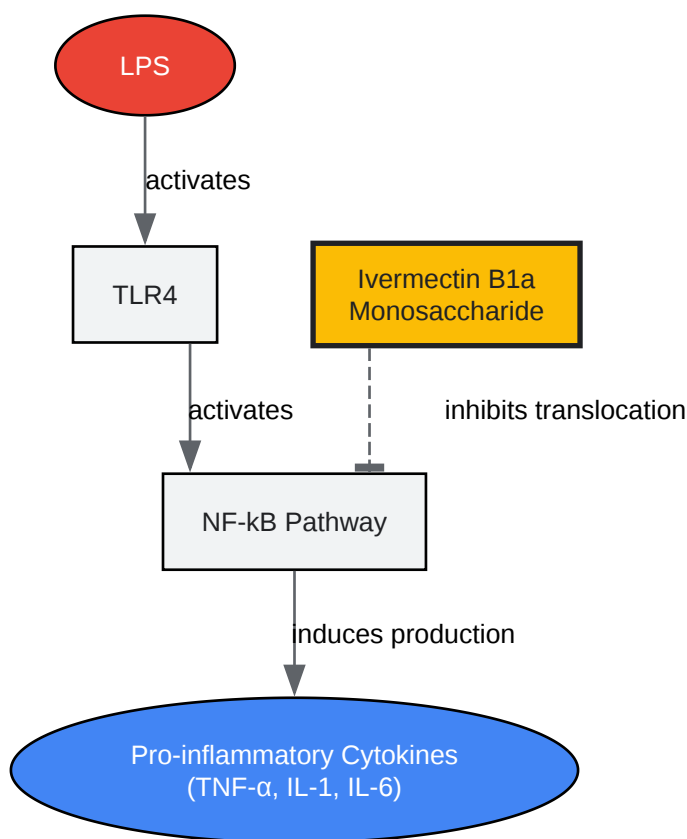 LPS
activates
TLR4
Ivermectin B1a
Monosaccharide
activates
inhibits translocation
NF-kB Pathway
induces production
Pro-inflammatory Cytokines
(TNF-α, IL-1, IL-6)